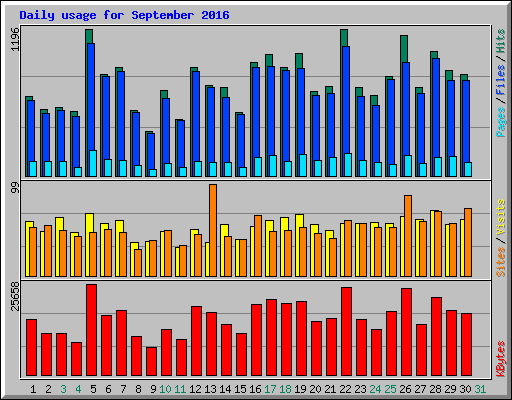 Daily usage for September 2016
1196
Pages / Files / Hits
99
Sites / Visits
25658
KBytes
1 2 3 4 5 6 7 8 9 10 11 12 13 14 15 16 17 18 19 20 21 22 23 24 25 26 27 28 29 30 31